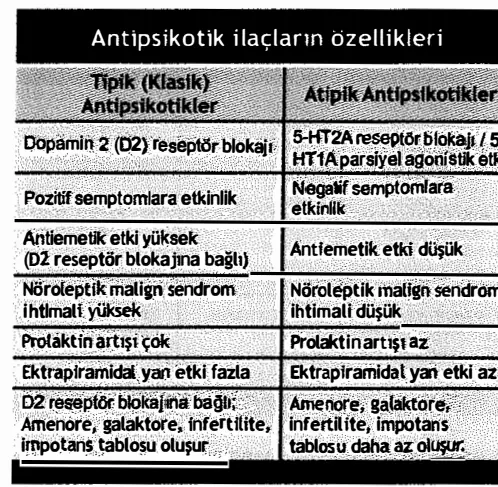 Antipsikotik ilaçların özellikleri
Tipik (Klasik)
Antipsikotikler
Atipik Antipsikotikler
Dopamin 2 (D2) reseptör blokajı
5-HT2A reseptör blokajı / 5
HT1A parsiyel agonistik etk
Pozitif semptomlara etkinlik
Negatif semptomlara
etkinlik
Antiemetik etki yüksek
(D2 reseptör blokajına bağlı)
Antiemetik etki düşük
Nöroleptik malign sendrom
ihtimali yüksek
Nöroleptik malign sendrom
ihtimali düşük
Prolaktin artışı çok
Prolaktin artışı az
Ektrapiramidal yan etki fazla
Ektrapiramidal yan etki az
D2 reseptör blokajına bağlı;
Amenore, galaktore, infertilite,
impotans tablosu oluşur
Amenore, galaktore,
infertilite, impotans
tablosu daha az oluşur.